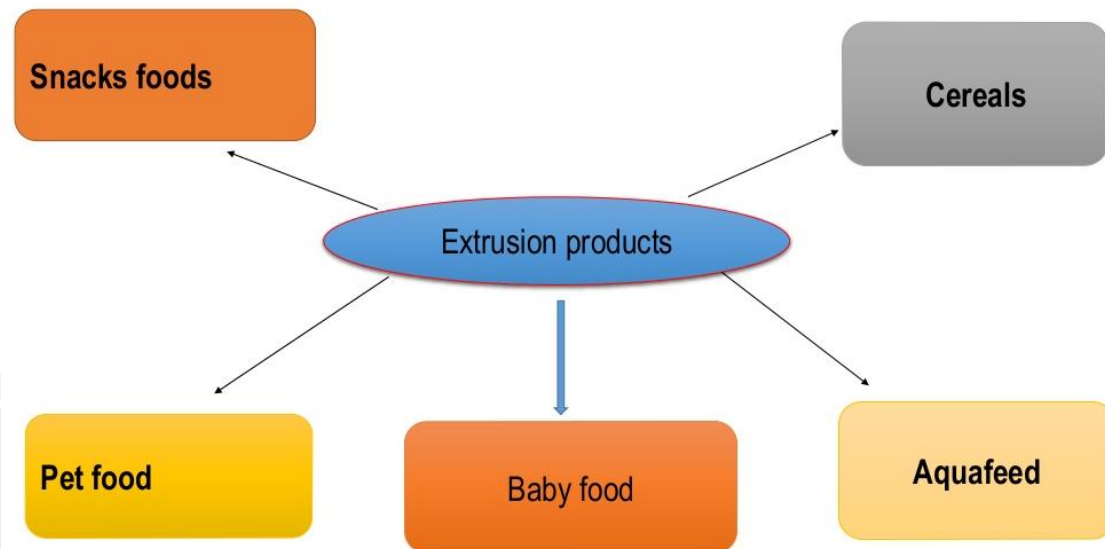 Snacks foods
Cereals
Extrusion products
Pet food
Baby food
Aquafeed